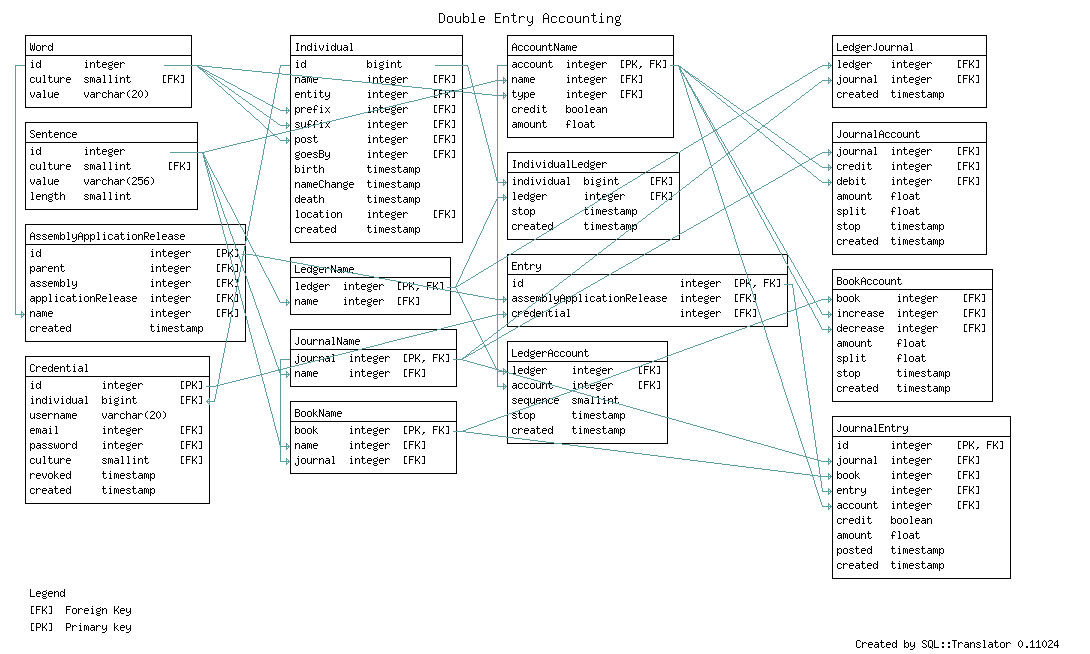 Double Entry Accounting
Word
id integer
culture smallint [FK]
value varchar(20)
Sentence
id integer
culture smallint [FK]
value varchar(256)
length smallint
AssemblyApplicationRelease
id integer [PK]
parent integer [FK]
assembly integer [FK]
applicationRelease integer [FK]
name integer [FK]
created timestamp
Credential
id integer [PK]
individual bigint [FK]
username varchar(20)
email integer [FK]
password integer [FK]
culture smallint [FK]
revoked timestamp
created timestamp
Individual
id bigint
name integer [FK]
entity integer [FK]
prefix integer [FK]
suffix integer [FK]
post integer [FK]
goesBy integer [FK]
birth timestamp
nameChange timestamp
death timestamp
location integer [FK]
created timestamp
LedgerName
ledger integer [PK, FK]
name integer [FK]
JournalName
journal integer [PK, FK]
name integer [FK]
BookName
book integer [PK, FK]
name integer [FK]
journal integer [FK]
AccountName
account integer [PK, FK]
name integer [FK]
type integer [FK]
credit boolean
amount float
IndividualLedger
individual bigint [FK]
ledger integer [FK]
stop timestamp
created timestamp
Entry
id integer [PK, FK]
assemblyApplicationRelease integer [FK]
credential integer [FK]
LedgerAccount
ledger integer [FK]
account integer [FK]
sequence smallint
stop timestamp
created timestamp
LedgerJournal
ledger integer [FK]
journal integer [FK]
created timestamp
JournalAccount
journal integer [FK]
credit integer [FK]
debit integer [FK]
amount float
split float
stop timestamp
created timestamp
BookAccount
book integer [FK]
increase integer [FK]
decrease integer [FK]
amount float
split float
stop timestamp
created timestamp
JournalEntry
id integer [PK, FK]
journal integer [FK]
book integer [FK]
entry integer [FK]
account integer [FK]
credit boolean
amount float
posted timestamp
created timestamp
Legend
[FK] Foreign Key
[PK] Primary key
Created by SQL::Translator 0.11024